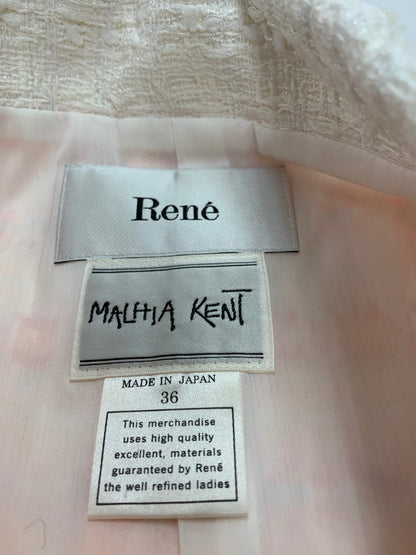 René
MALHIA KENT
MADE IN JAPAN
36
This merchandise
uses high quality
excellent, materials
guaranteed by René
the well refined ladies